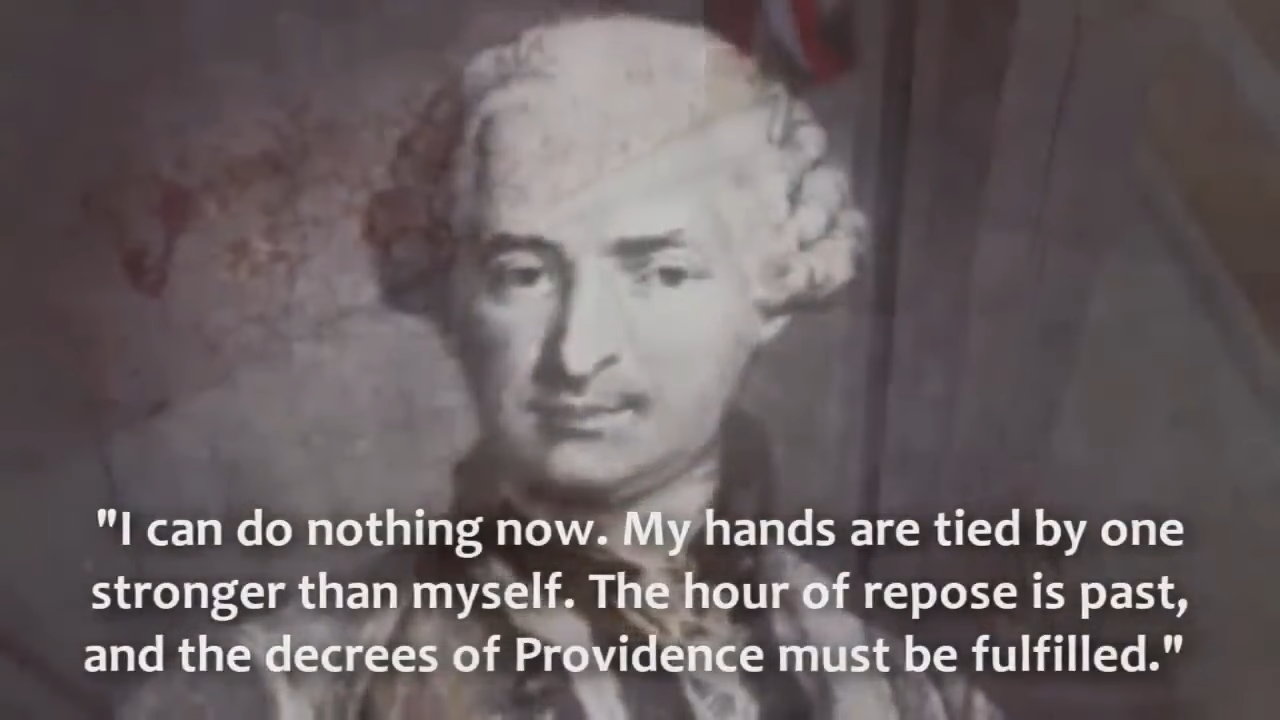 "I can do nothing now. My hands are tied by one
stronger than myself. The hour of repose is past,
and the decrees of Providence must be fulfilled."